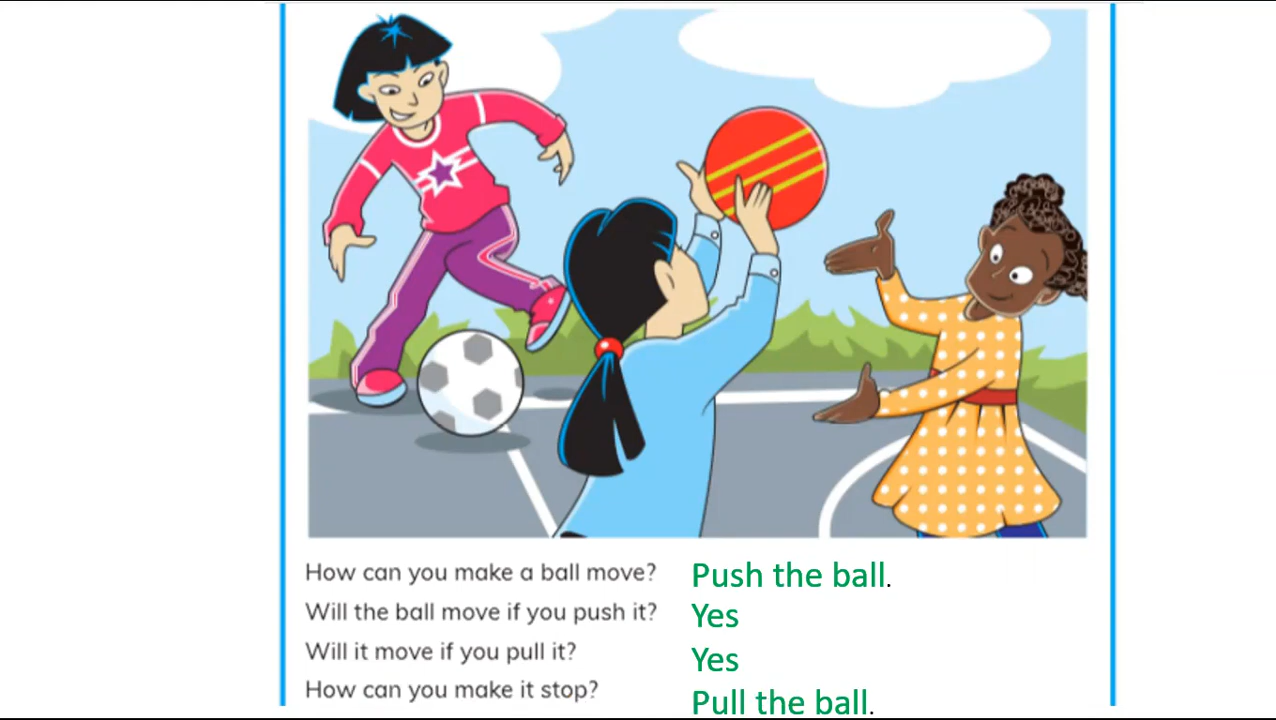 How can you make a ball move? Push the ball.
Will the ball move if you push it? Yes
Will it move if you pull it? Yes
How can you make it stop? Pull the ball.